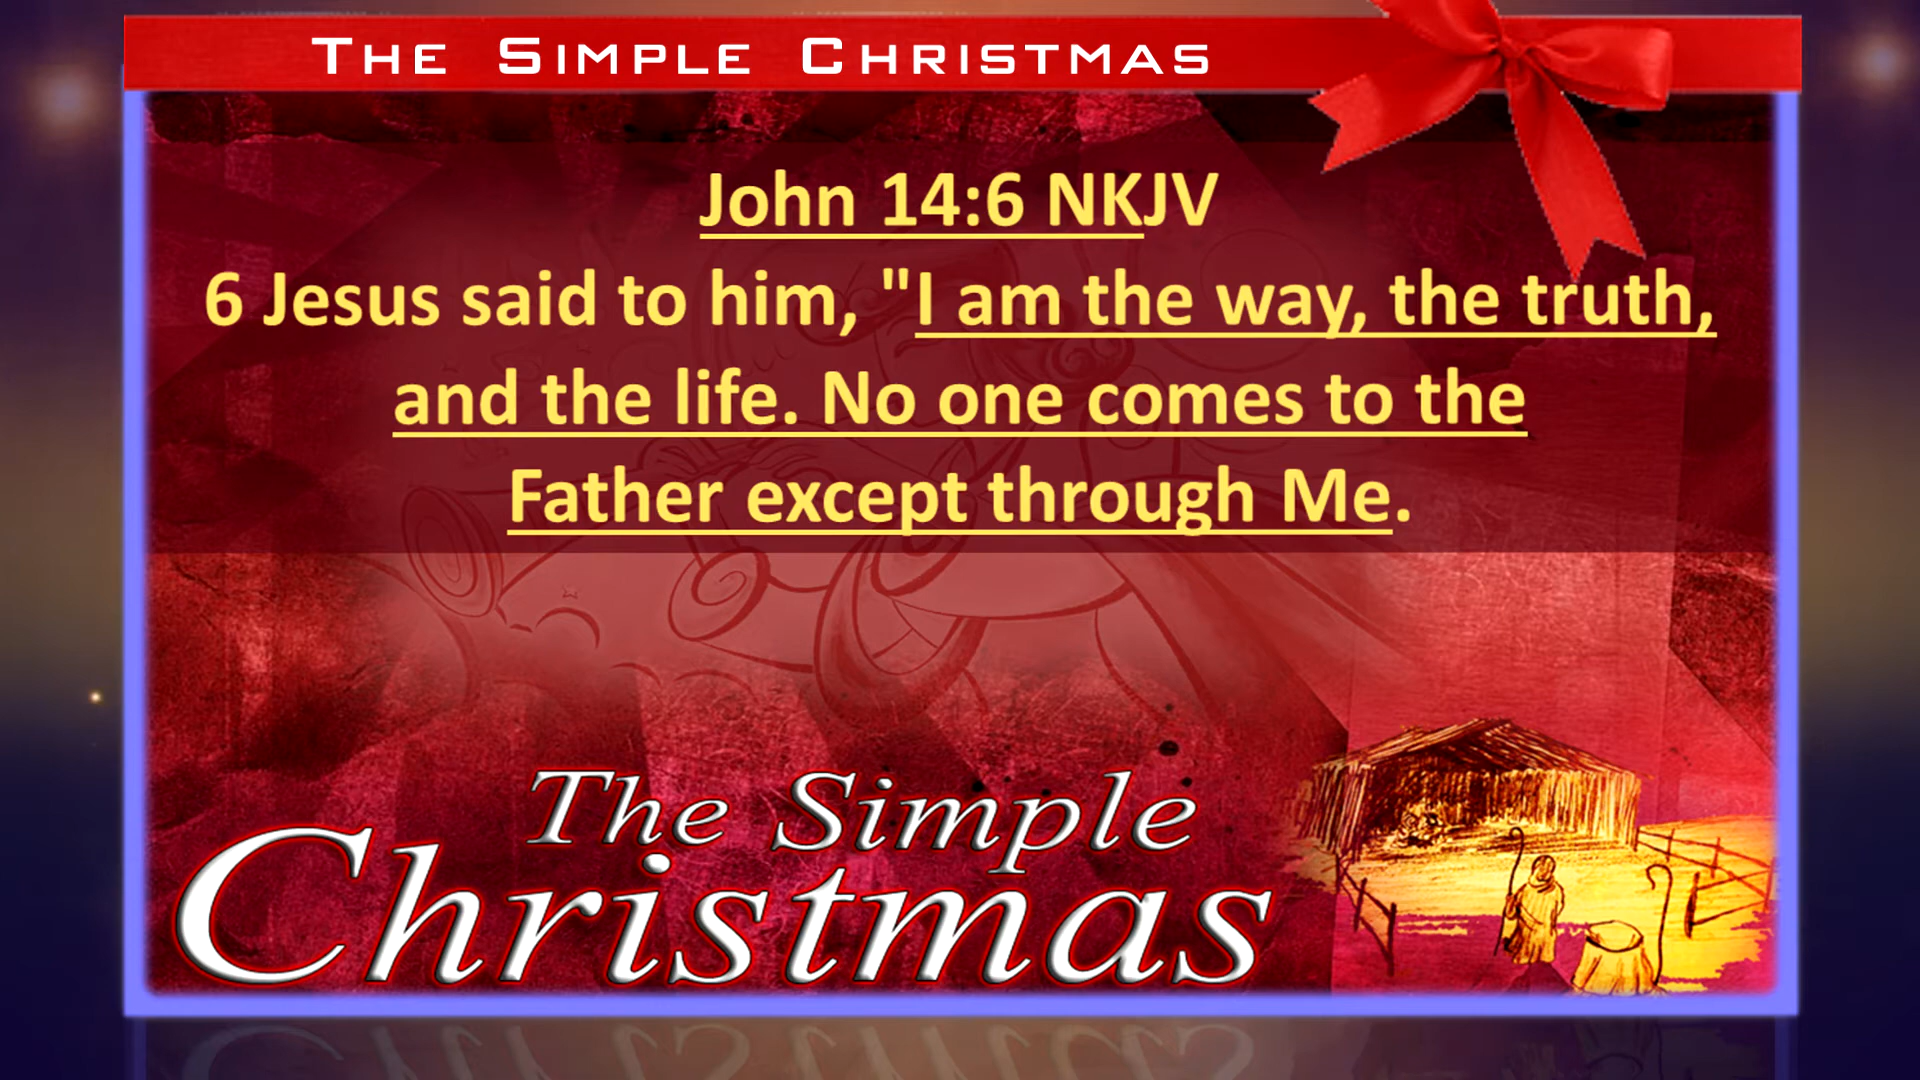 THE SIMPLE CHRISTMAS
John 14:6 NKJV
6 Jesus said to him, "I am the way, the truth,
and the life. No one comes to the
Father except through Me.
The Simple
Christmas